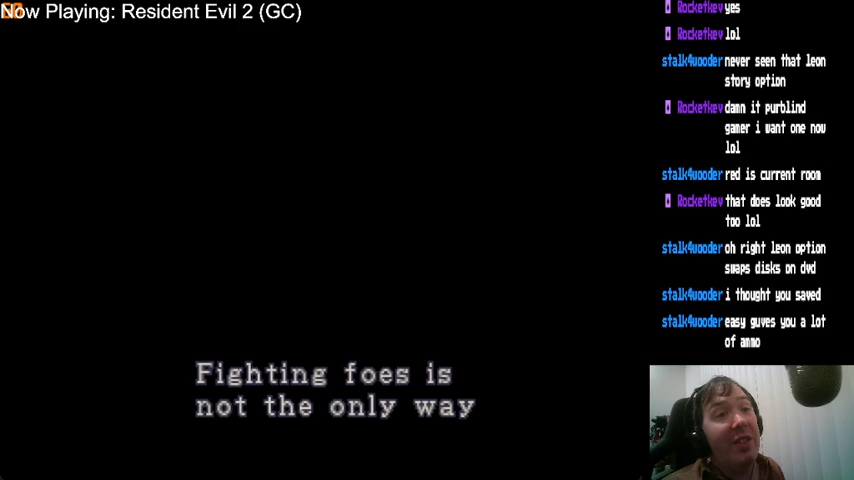 Now Playing: Resident Evil 2 (GC)
Rocketkev yes
Rocketkev lol
stalk4wooder never seen that leon
story option
Rocketkev damn it purblind
gamer i want one now
lol
stalk4wooder red is current room
Rocketkev that does look good
too lol
stalk4wooder oh right leon option
swaps disks on dvd
stalk4wooder i thought you saved
stalk4wooder easy guves you a lot
of ammo
Fighting foes is
not the only way